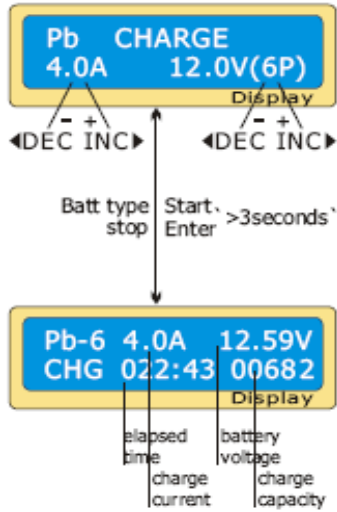 Pb CHARGE
4.0A 12.0V(6P)
Display
- + - +
◀DEC INC▶ ◀DEC INC▶
Batt type Start、
stop Enter >3seconds`
Pb-6 4.0A 12.59V
CHG 022:43 00682
Display
elapsed battery
time voltage
charge charge
current capacity